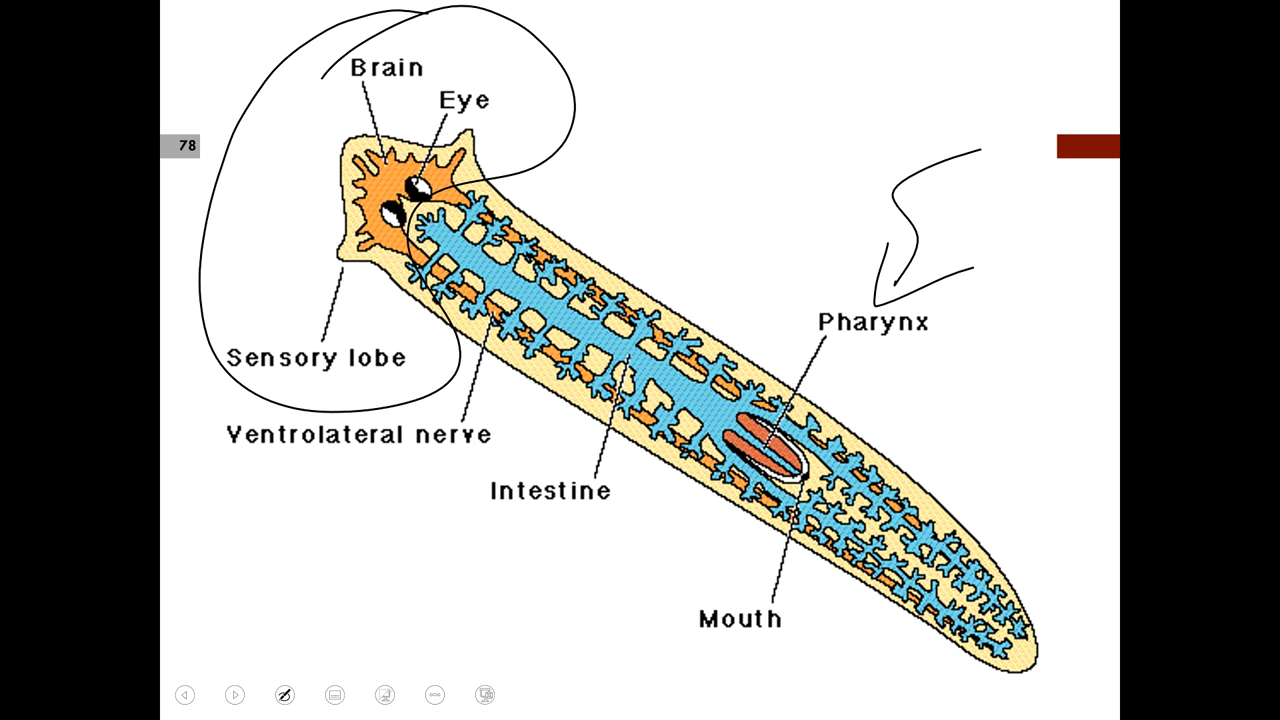 Brain
Eye
78
Pharynx
Sensory lobe
Ventrolateral nerve
Intestine
Mouth